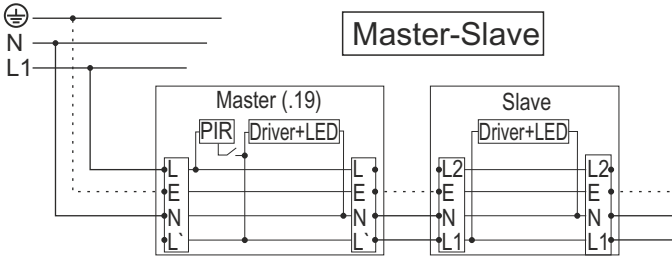 N
L1
Master-Slave
Master (.19)
PIR
Driver+LED
L
E
N
L`
L
E
N
L`
Slave
Driver+LED
L2
E
N
L1
L2
E
N
L1